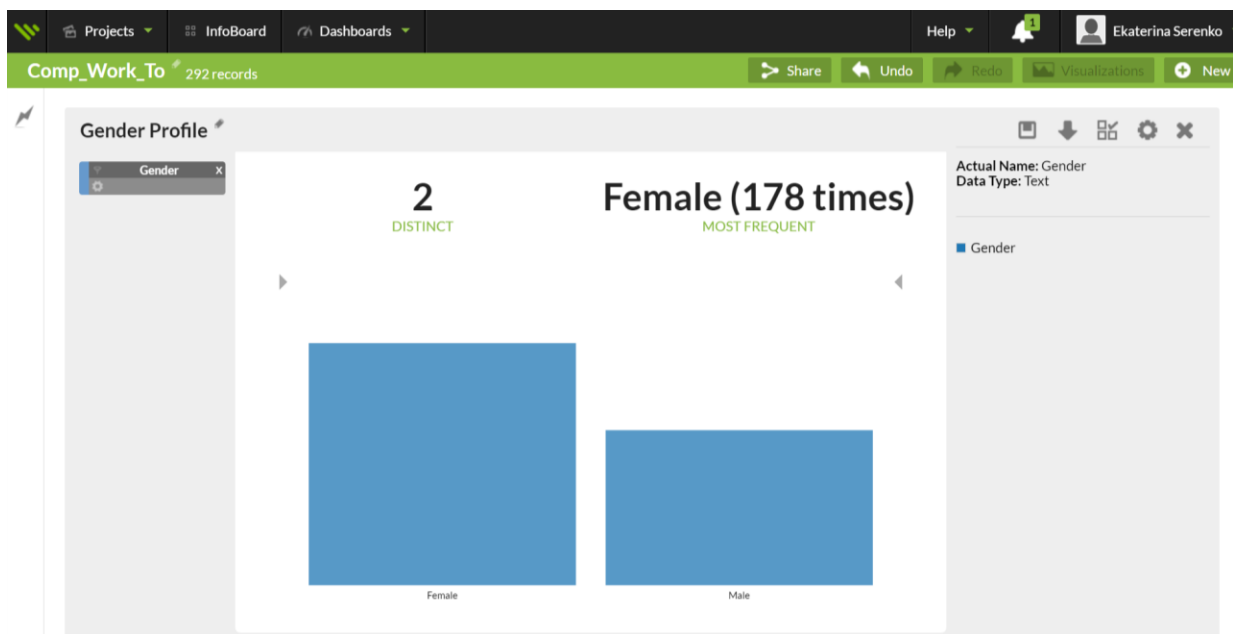 Projects InfoBoard Dashboards Help 1 Ekaterina Serenko
Comp_Work_To 292 records Share Undo Redo Visualizations New
Gender Profile
Actual Name: Gender
Data Type: Text
Gender X
2
DISTINCT
Female (178 times)
MOST FREQUENT
Gender
Female Male